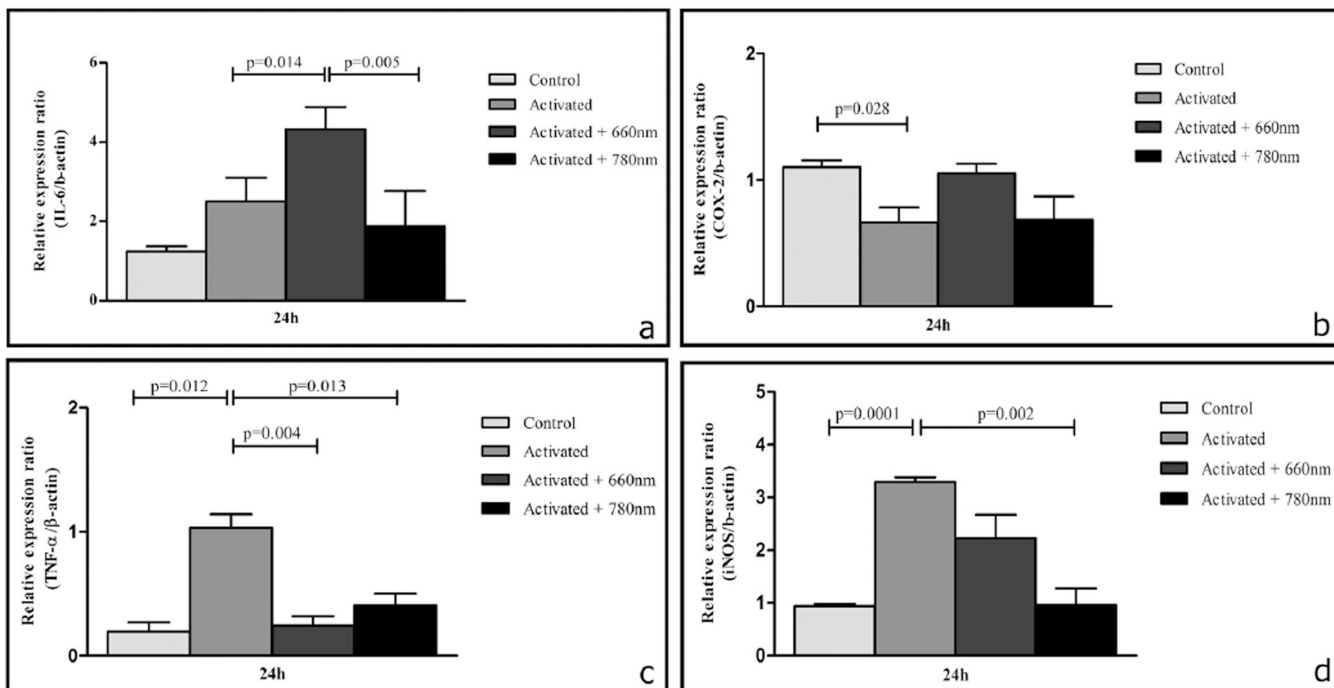 6
4
2
0
Relative expression ratio
(IL-6/b-actin)
p=0.014
p=0.005
24h
Control
Activated
Activated + 660nm
Activated + 780nm
a
2
1
0
Relative expression ratio
(COX-2/b-actin)
p=0.028
24h
Control
Activated
Activated + 660nm
Activated + 780nm
b
2
1
0
Relative expression ratio
(TNF-α/β-actin)
p=0.012
p=0.013
p=0.004
24h
Control
Activated
Activated + 660nm
Activated + 780nm
c
5
4
3
2
1
0
Relative expression ratio
(iNOS/b-actin)
p=0.0001
p=0.002
24h
Control
Activated
Activated + 660nm
Activated + 780nm
d